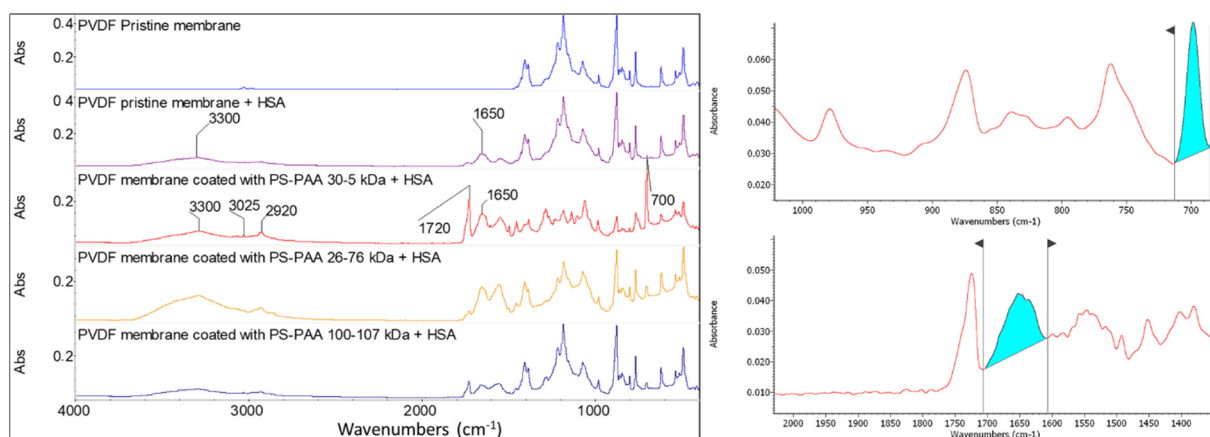 0.4
PVDF Pristine membrane
Abs
0.2
0.4
PVDF pristine membrane + HSA
3300
1650
Abs
0.2
PVDF membrane coated with PS-PAA 30-5 kDa + HSA
Abs
0.2
3300
3025
2920
1720
1650
700
PVDF membrane coated with PS-PAA 26-76 kDa + HSA
Abs
0.2
PVDF membrane coated with PS-PAA 100-107 kDa + HSA
Abs
0.2
4000 3000 2000 1000
Wavenumbers (cm-1)
Absorbance
0.070
0.060
0.050
0.040
0.030
0.020
1000 950 900 850 800 750 700
Wavenumbers (cm-1)
Absorbance
0.050
0.040
0.030
0.020
0.010
2000 1950 1900 1850 1800 1750 1700 1650 1600 1550 1500 1450 1400
Wavenumbers (cm-1)